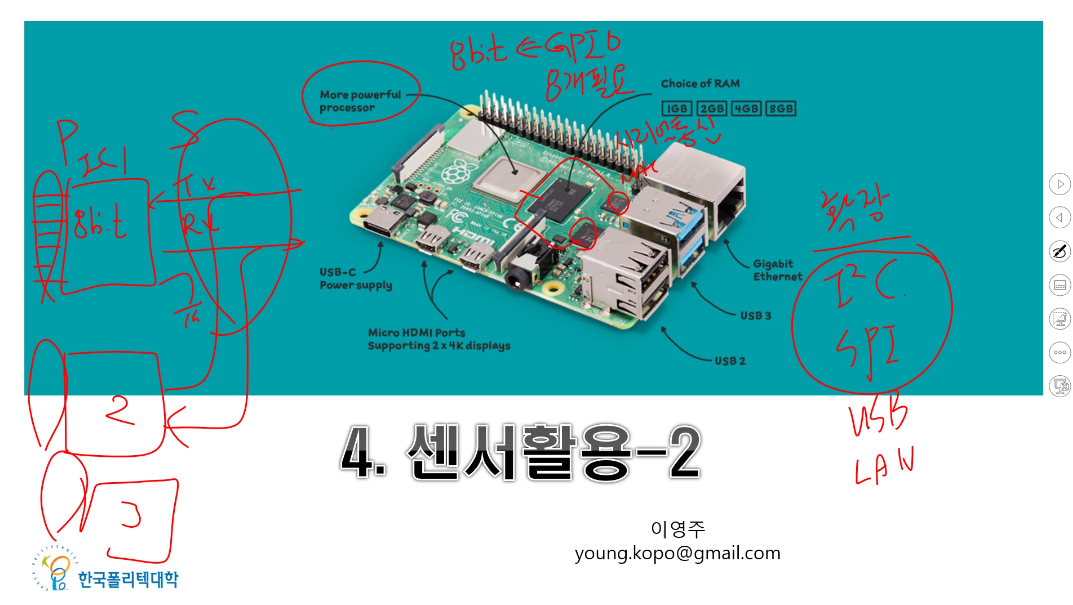 8bit ⇐ GPIO
8개필요
More powerful
processor
Choice of RAM
1GB 2GB 4GB 8GB
시리얼통신
P
S
IC1
Tx
8bit
Rx
확장
I²C
SPI
USB
LAN
USB-C
Power supply
Micro HDMI Ports
Supporting 2 x 4K displays
Gigabit
Ethernet
USB 3
USB 2
2
3
4. 센서활용-2
이영주
young.kopo@gmail.com
한국폴리텍대학